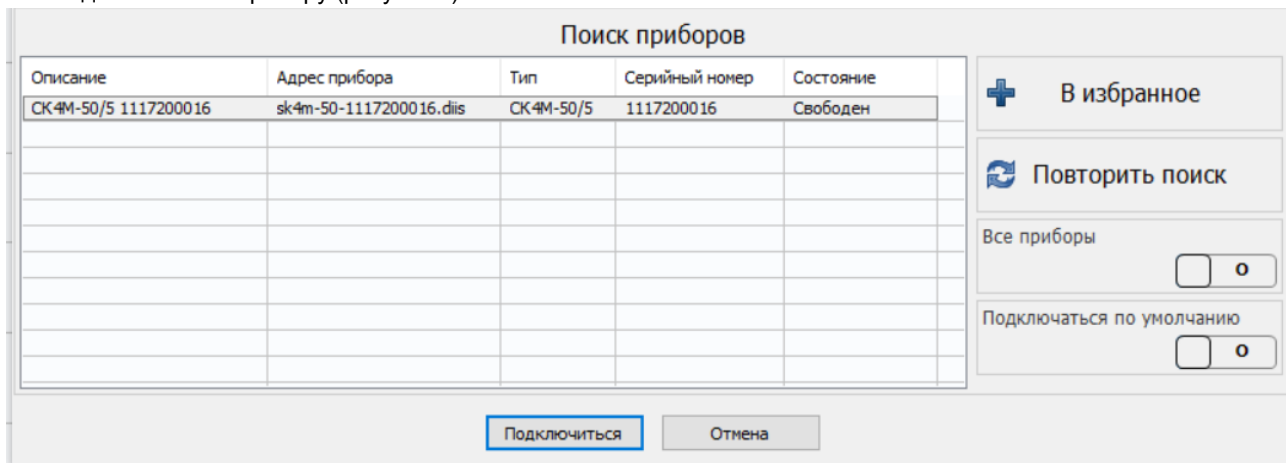 Поиск приборов
Описание Адрес прибора Тип Серийный номер Состояние
СК4М-50/5 1117200016 sk4m-50-1117200016.diis СК4М-50/5 1117200016 Свободен
В избранное
Повторить поиск
Все приборы
О
Подключаться по умолчанию
О
Подключиться Отмена